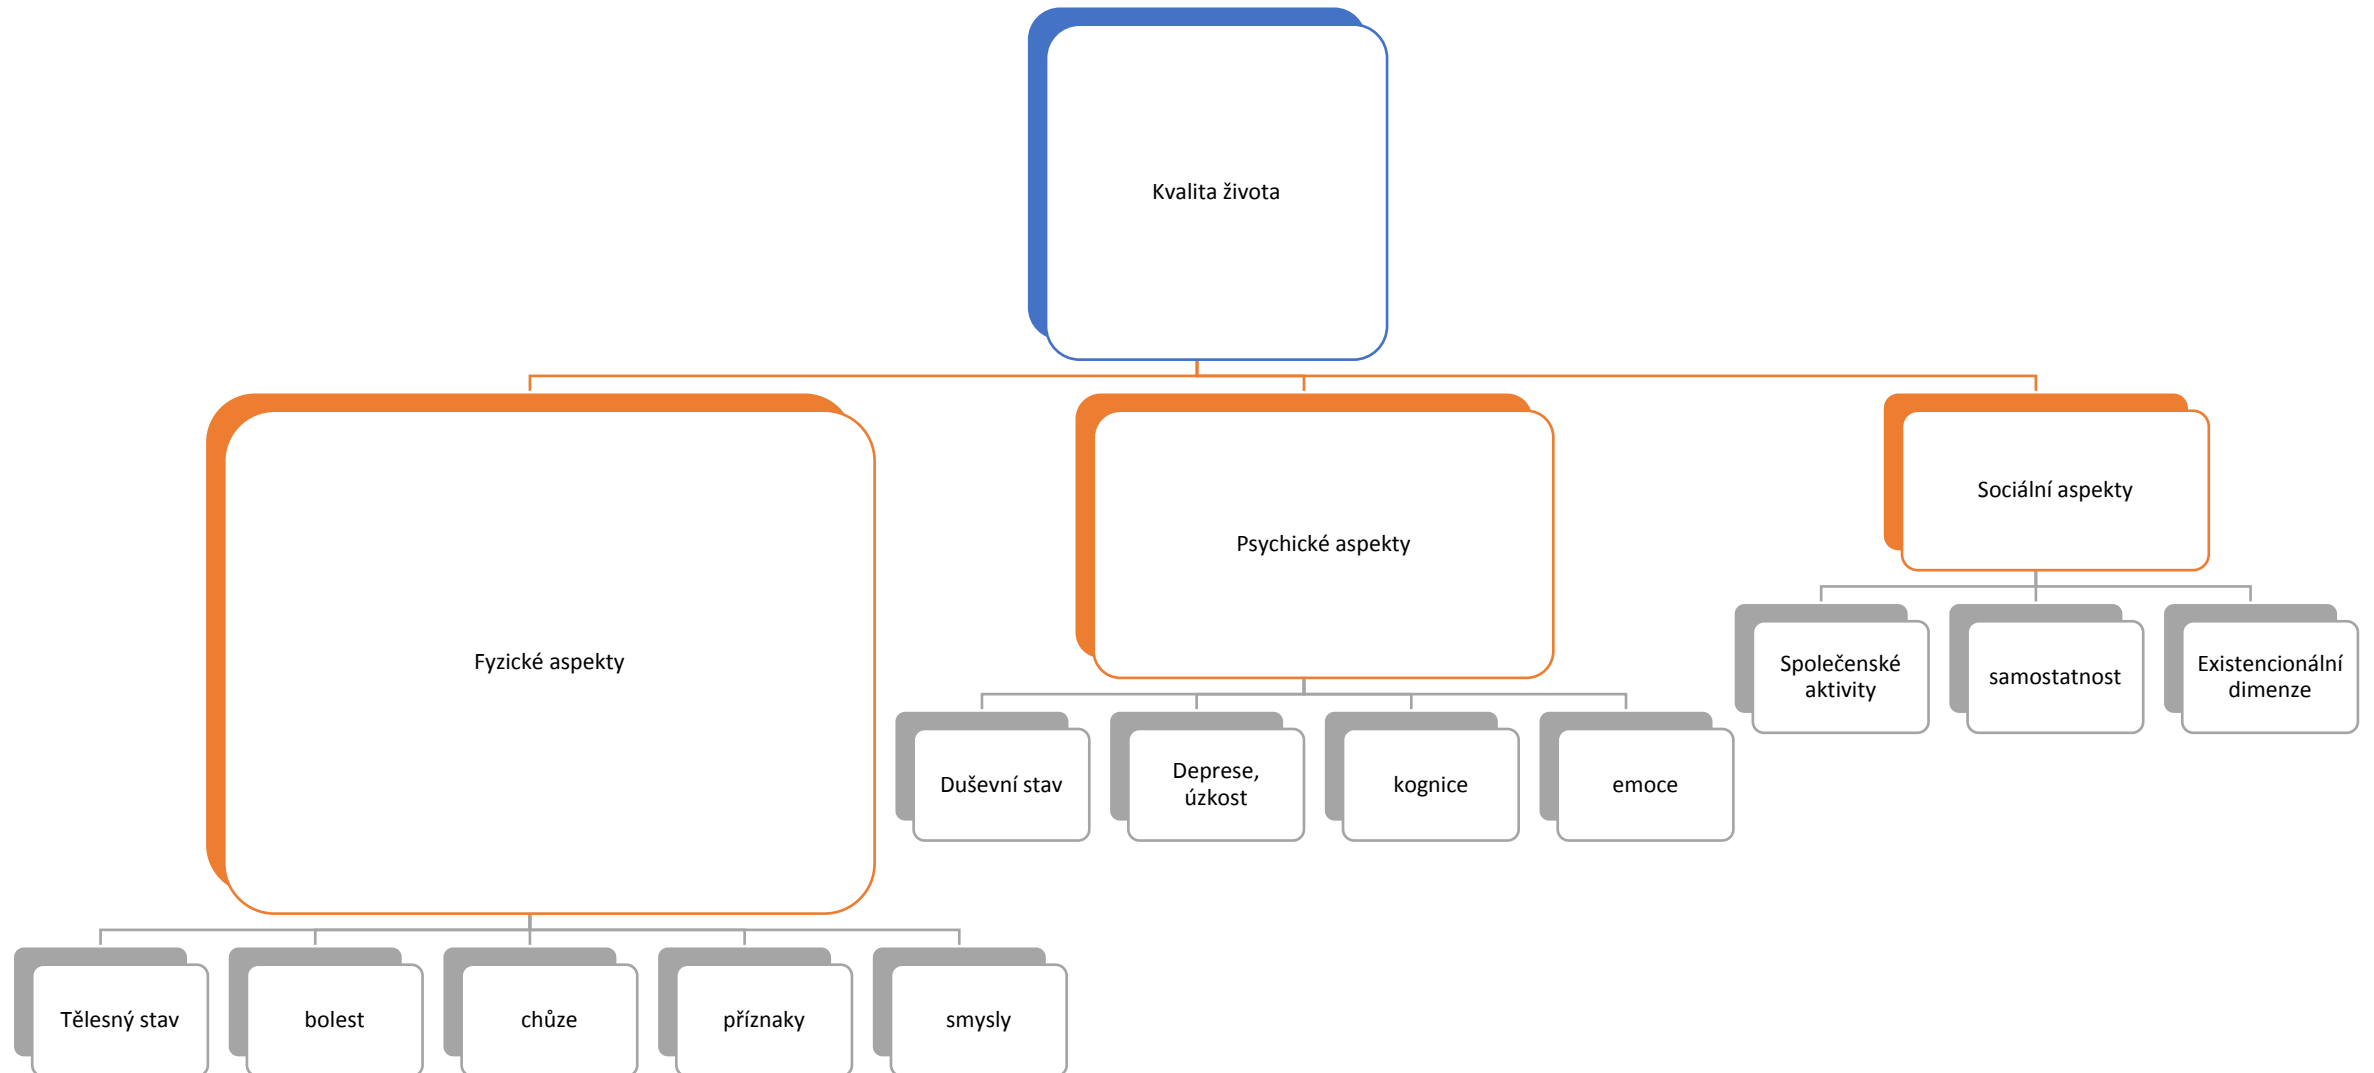 Kvalita života
Fyzické aspekty
Psychické aspekty
Sociální aspekty
Společenské
aktivity
samostatnost
Existencionální
dimenze
Duševní stav
Deprese,
úzkost
kognice
emoce
Tělesný stav
bolest
chůze
příznaky
smysly